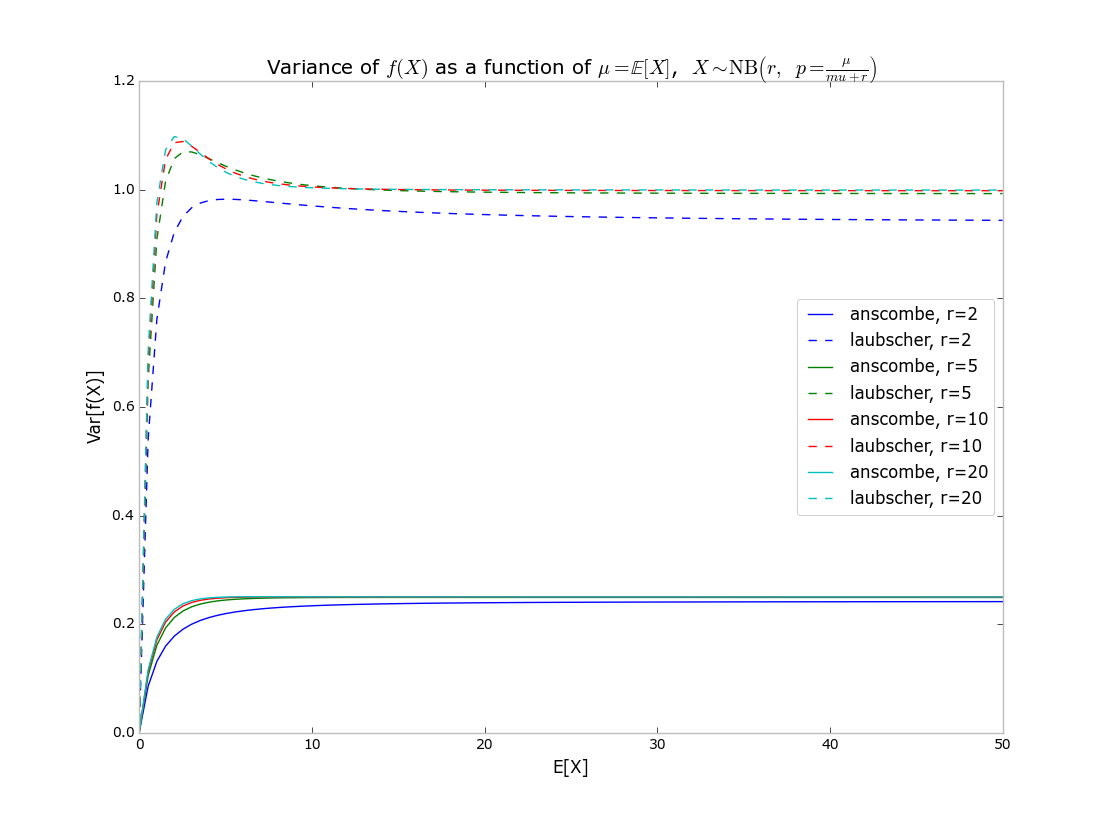 Variance of f(X) as a function of μ=𝔼[X], X∼NB(r, p=μ/(mu+r))
1.2
1.0
0.8
0.6
0.4
0.2
0.0
Var[f(X)]
anscombe, r=2
laubscher, r=2
anscombe, r=5
laubscher, r=5
anscombe, r=10
laubscher, r=10
anscombe, r=20
laubscher, r=20
0 10 20 30 40 50
E[X]